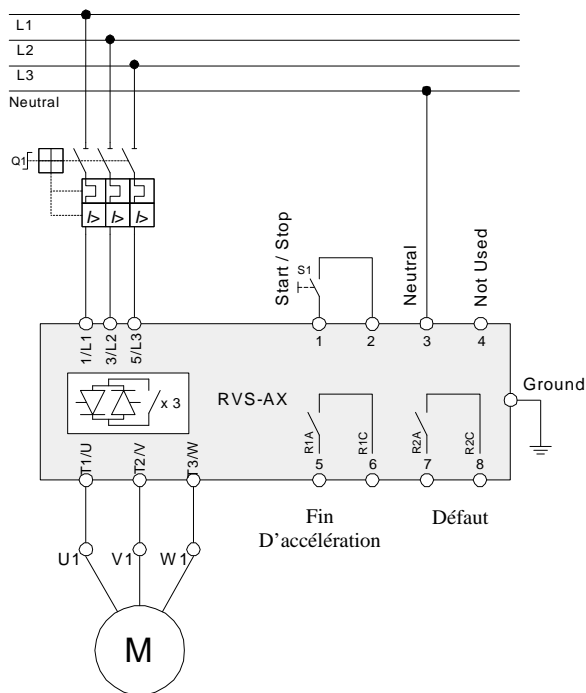 L1
L2
L3
Neutral
Q1
I> I> I>
Start / Stop
S1
Neutral
Not Used
1/L1 3/L2 5/L3
1 2 3 4
Ground
x 3
RVS-AX
R1A R1C R2A R2C
T1/U T2/V T3/W
5 6 7 8
Fin
D'accélération
Défaut
U1 V1 W1
M